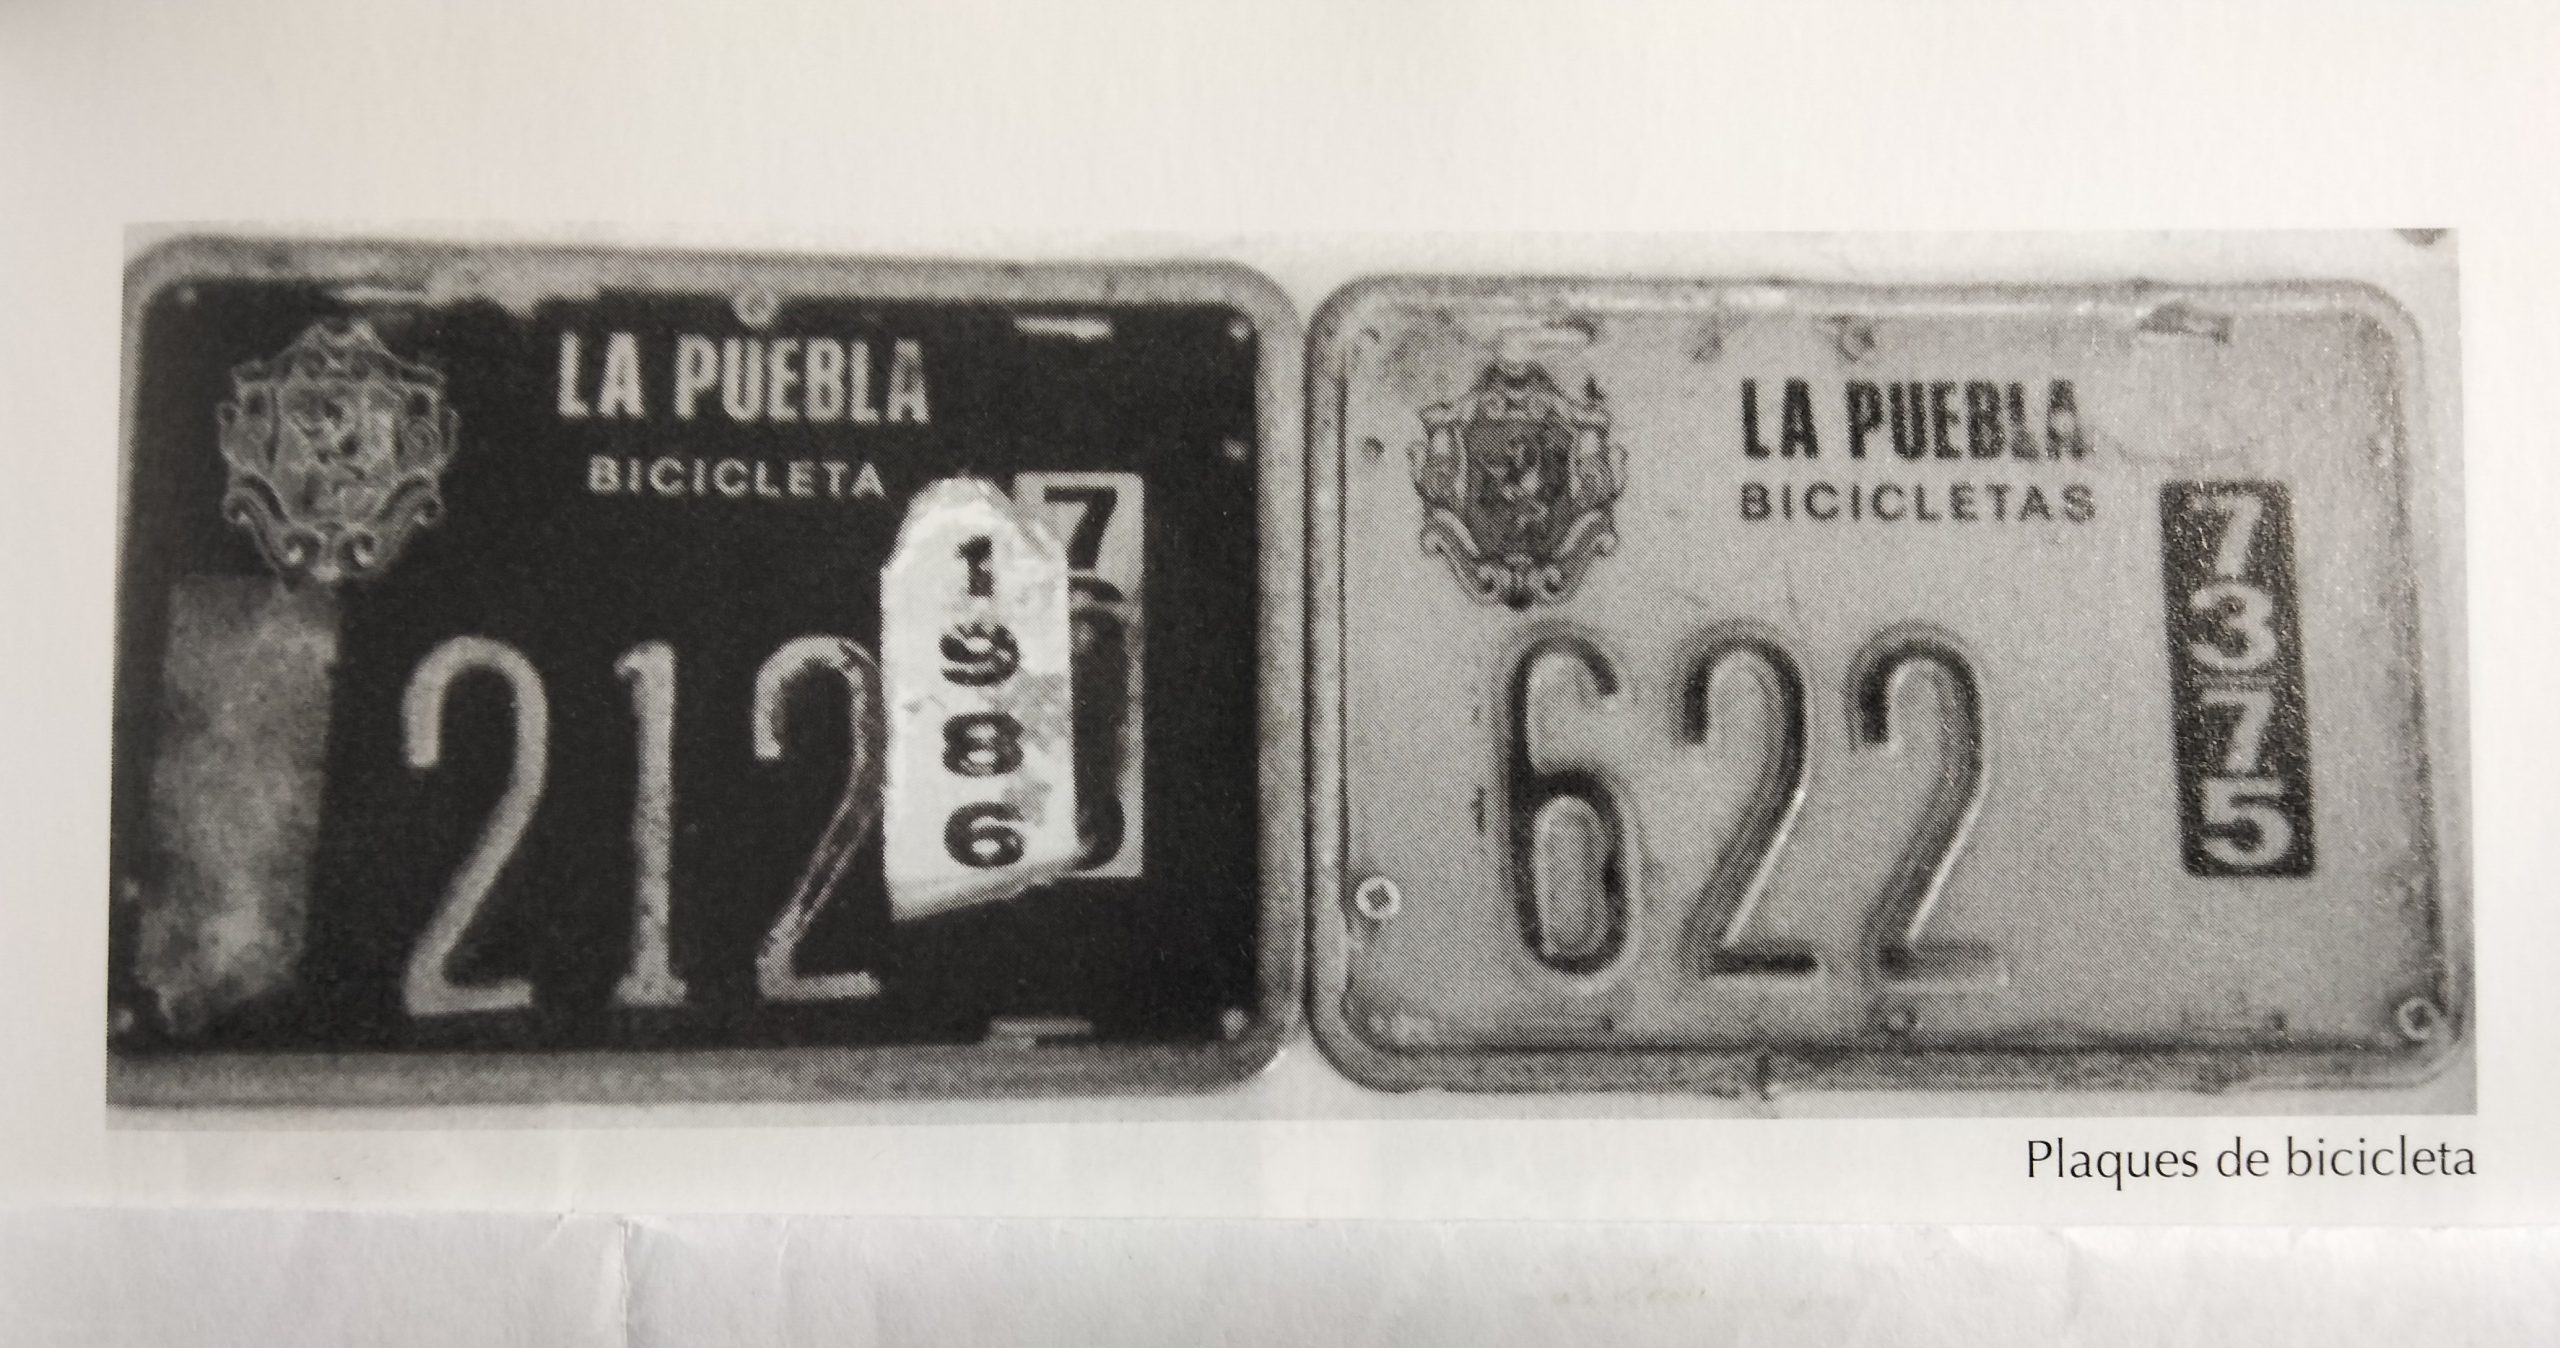 LA PUEBLA
BICICLETA
212
7
1
9
8
6
LA PUEBLA
BICICLETAS
622
7
3
7
5
Plaques de bicicleta